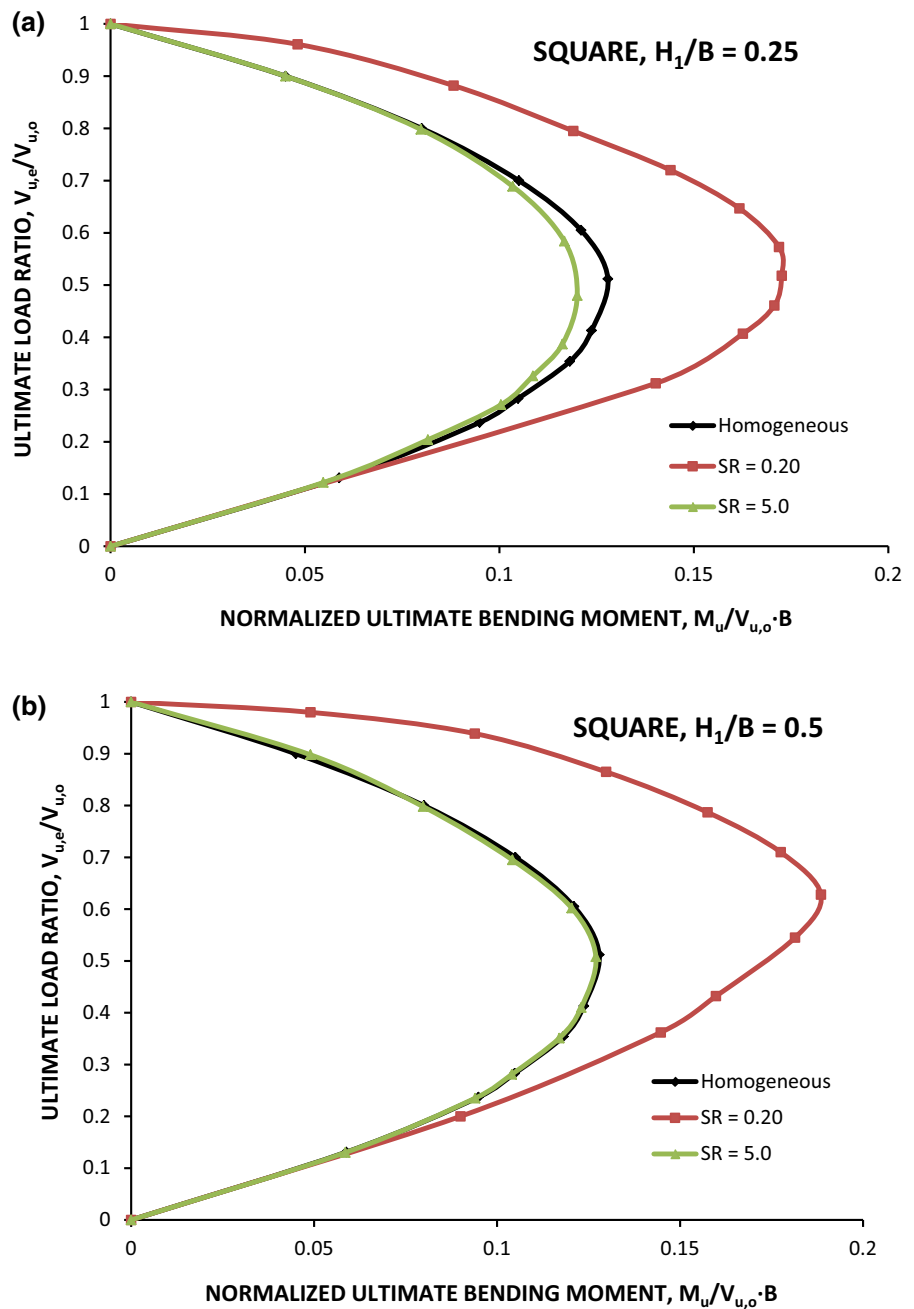 (a)
SQUARE, H₁/B = 0.25
ULTIMATE LOAD RATIO, Vᵤ,ₑ/Vᵤ,ₒ
1
0.9
0.8
0.7
0.6
0.5
0.4
0.3
0.2
0.1
0
Homogeneous
SR = 0.20
SR = 5.0
0 0.05 0.1 0.15 0.2
NORMALIZED ULTIMATE BENDING MOMENT, Mᵤ/Vᵤ,ₒ·B
(b)
SQUARE, H₁/B = 0.5
ULTIMATE LOAD RATIO, Vᵤ,ₑ/Vᵤ,ₒ
1
0.9
0.8
0.7
0.6
0.5
0.4
0.3
0.2
0.1
0
Homogeneous
SR = 0.20
SR = 5.0
0 0.05 0.1 0.15 0.2
NORMALIZED ULTIMATE BENDING MOMENT, Mᵤ/Vᵤ,ₒ·B